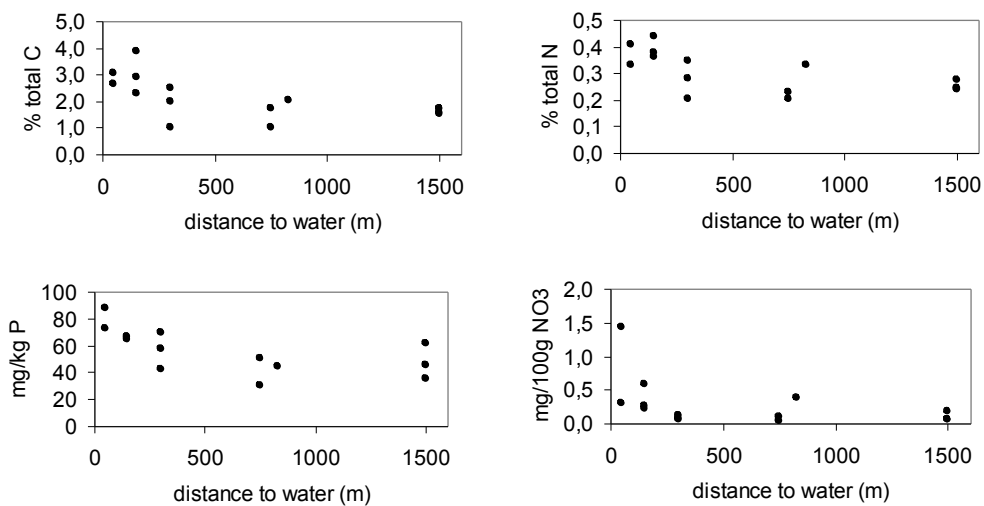 % total C
5,0
4,0
3,0
2,0
1,0
0,0
0 500 1000 1500
distance to water (m)
% total N
0,5
0,4
0,3
0,2
0,1
0
0 500 1000 1500
distance to water (m)
mg/kg P
100
80
60
40
20
0
0 500 1000 1500
distance to water (m)
mg/100g NO3
2,0
1,5
1,0
0,5
0,0
0 500 1000 1500
distance to water (m)